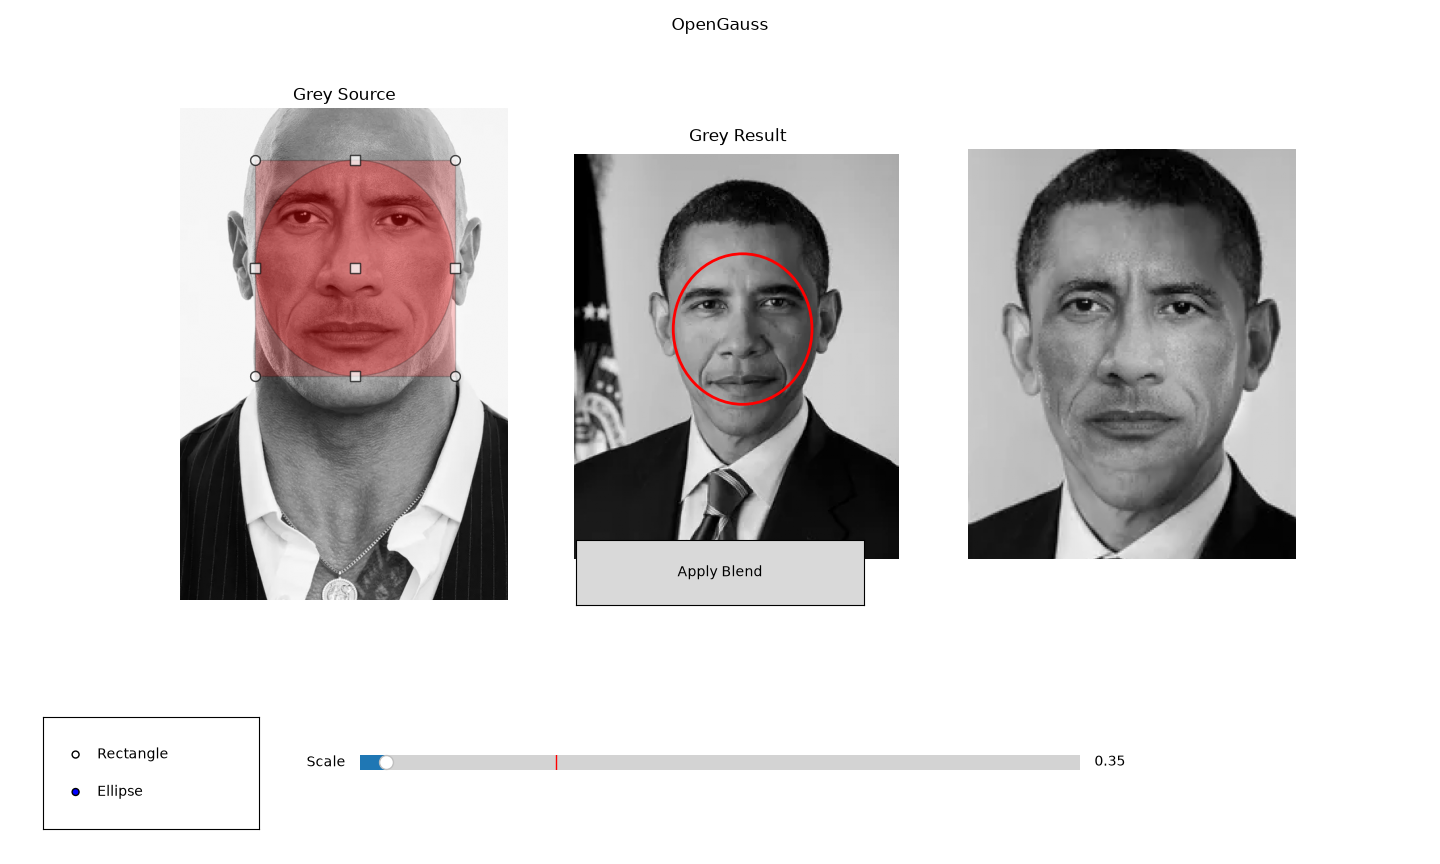 OpenGauss
Grey Source
Grey Result
Apply Blend
Rectangle
Ellipse
Scale
0.35